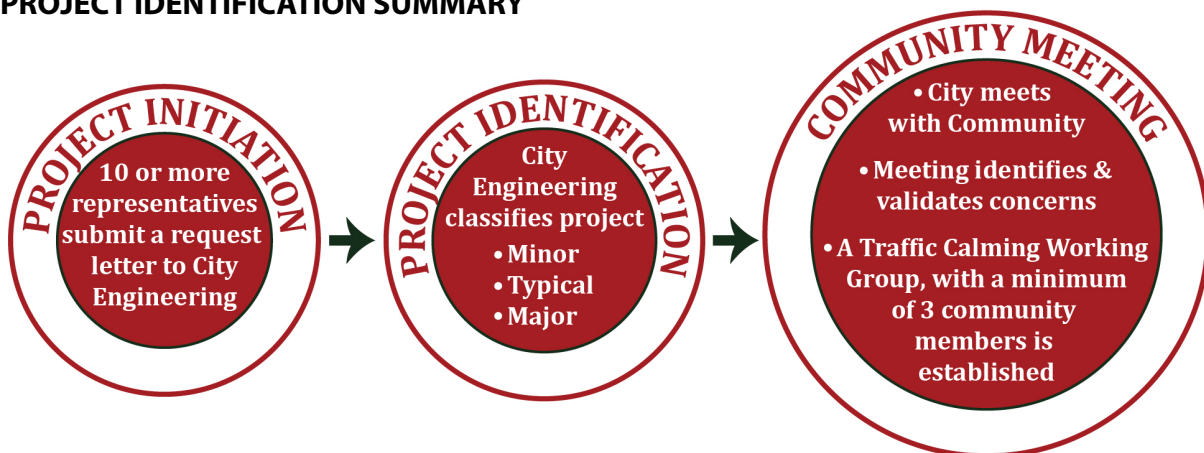 PROJECT IDENTIFICATION SUMMARY
PROJECT INITIATION
10 or more
representatives
submit a request
letter to City
Engineering
PROJECT IDENTIFICATION
City
Engineering
classifies project
• Minor
• Typical
• Major
COMMUNITY MEETING
• City meets
with Community
• Meeting identifies &
validates concerns
• A Traffic Calming Working
Group, with a minimum
of 3 community
members is
established